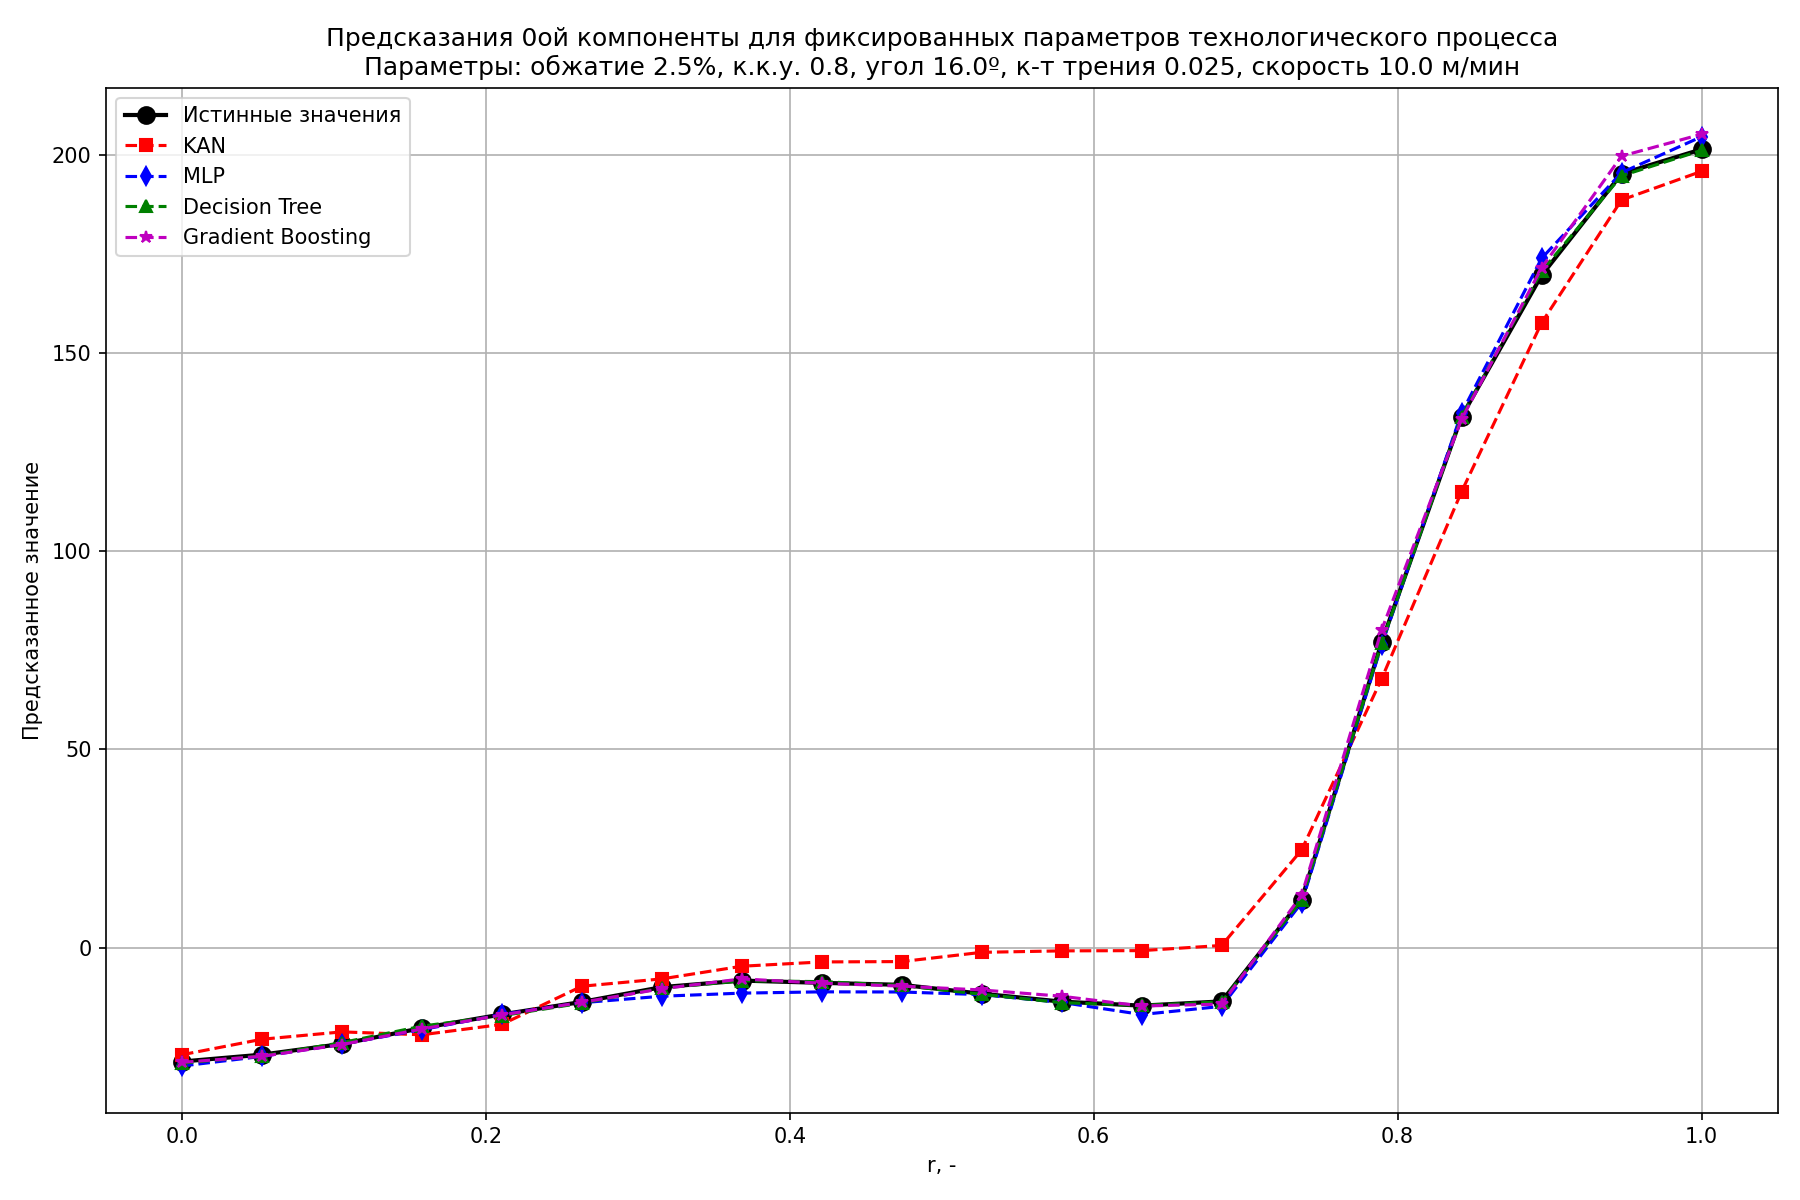 Предсказания 0ой компоненты для фиксированных параметров технологического процесса
Параметры: обжатие 2.5%, к.к.у. 0.8, угол 16.0º, к-т трения 0.025, скорость 10.0 м/мин
Истинные значения
KAN
MLP
Decision Tree
Gradient Boosting
Предсказанное значение
200
150
100
50
0
0.0
0.2
0.4
0.6
0.8
1.0
r, -